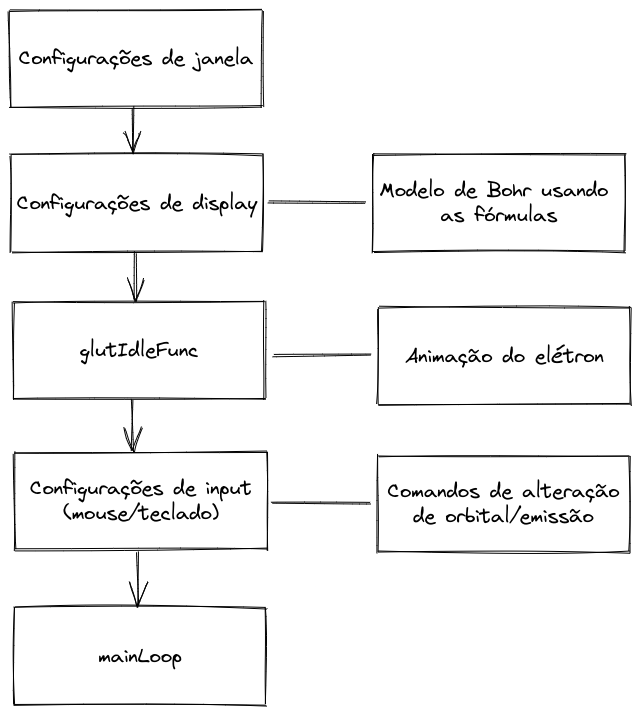 Configurações de janela
Configurações de display
Modelo de Bohr usando
as fórmulas
glutIdleFunc
Animação do elétron
Configurações de input
(mouse/teclado)
Comandos de alteração
de orbital/emissão
mainLoop